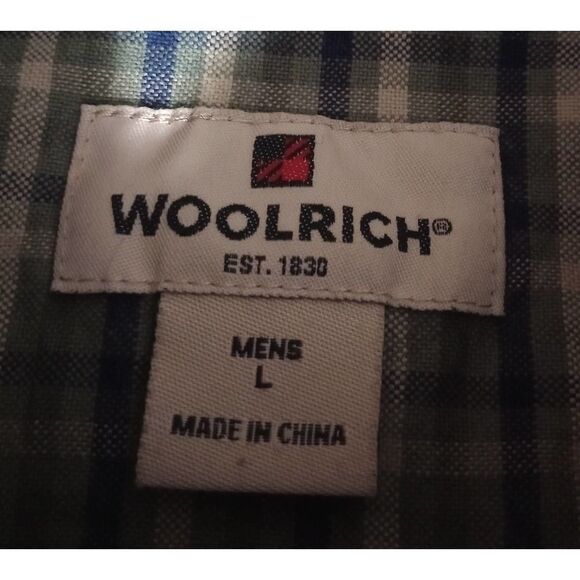 WOOLRICH®
EST. 1830
MENS
L
MADE IN CHINA